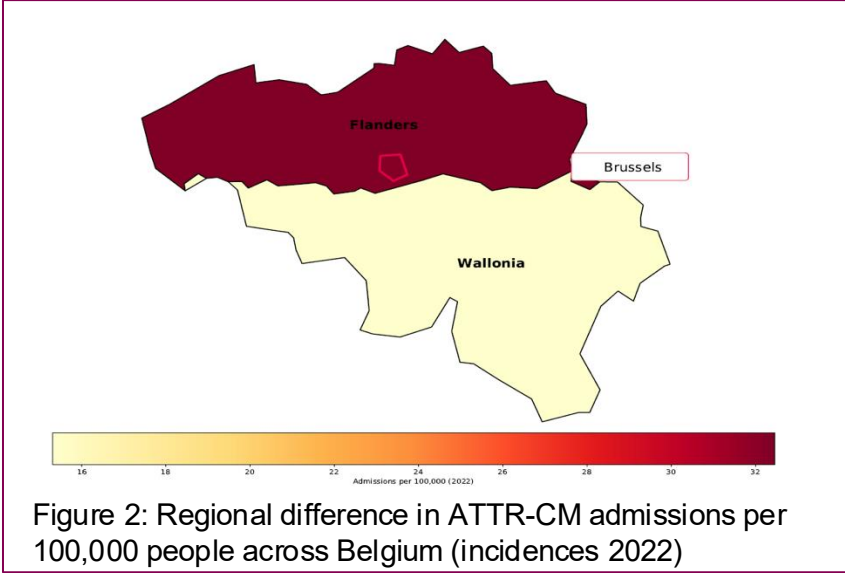 Flanders
Brussels
Wallonia
16 18 20 22 24 26 28 30 32
Admissions per 100,000 (2022)
Figure 2: Regional difference in ATTR-CM admissions per
100,000 people across Belgium (incidences 2022)